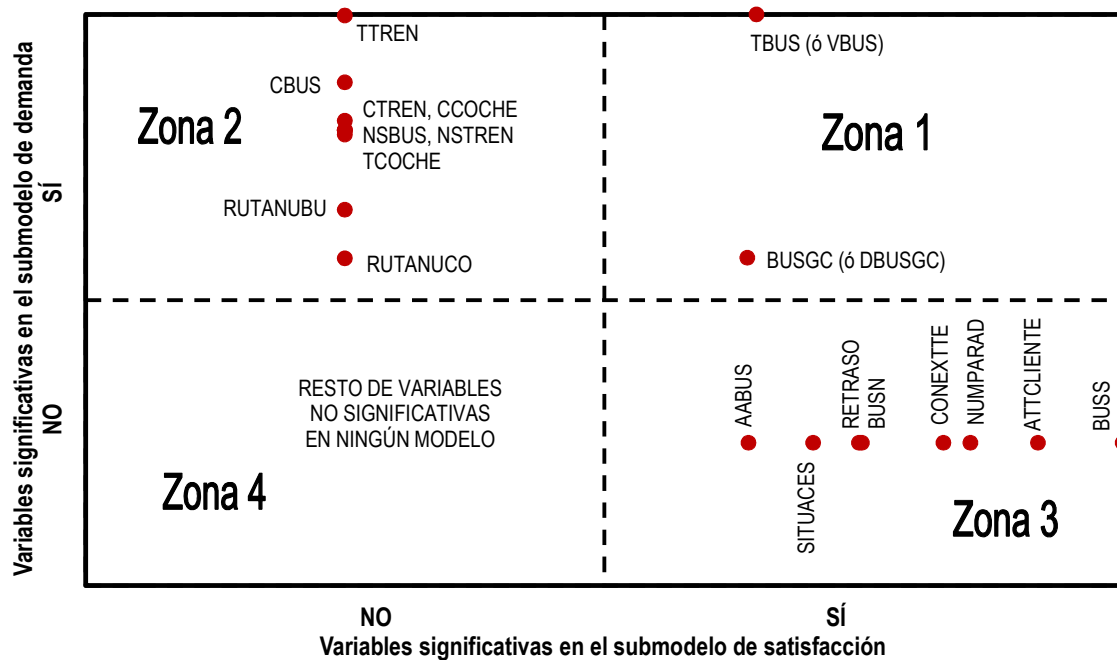 Variables significativas en el submodelo de demanda
SÍ
NO
TTREN
TBUS (ó VBUS)
CBUS
Zona 2
CTREN, CCOCHE
NSBUS, NSTREN
TCOCHE
Zona 1
RUTANUBU
RUTANUCO
BUSGC (ó DBUSGC)
RESTO DE VARIABLES
NO SIGNIFICATIVAS
EN NINGÚN MODELO
Zona 4
AABUS
SITUACES
RETRASO
BUSN
CONEXTTE
NUMPARAD
ATTCLIENTE
BUSS
Zona 3
NO
SÍ
Variables significativas en el submodelo de satisfacción